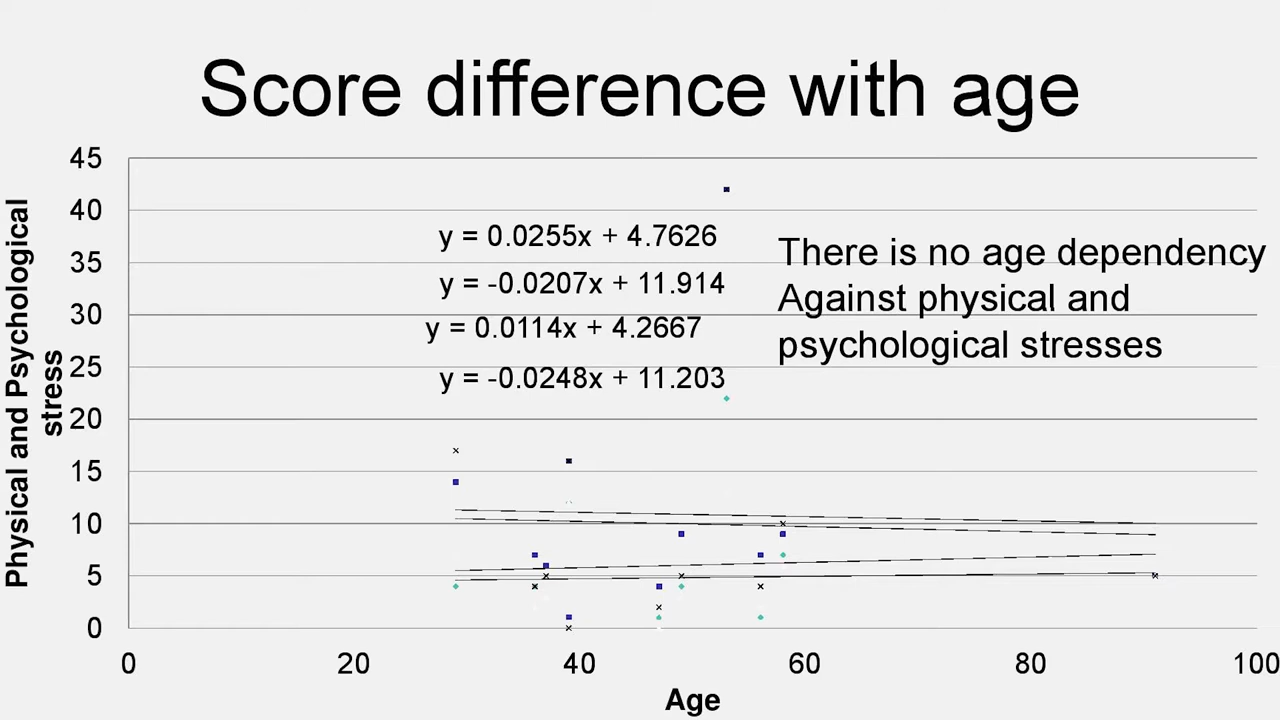 Score difference with age
Physical and Psychological
stress
45
40
35
30
25
20
15
10
5
0
y = 0.0255x + 4.7626
y = -0.0207x + 11.914
y = 0.0114x + 4.2667
y = -0.0248x + 11.203
There is no age dependency
Against physical and
psychological stresses
0 20 40 60 80 100
Age